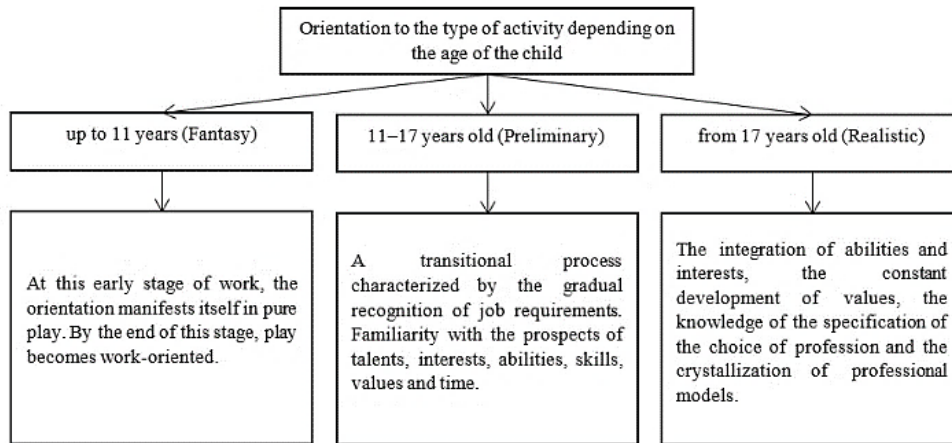 Orientation to the type of activity depending on
the age of the child
up to 11 years (Fantasy)
11–17 years old (Preliminary)
from 17 years old (Realistic)
At this early stage of work, the
orientation manifests itself in pure
play. By the end of this stage, play
becomes work-oriented.
A transitional process
characterized by the gradual
recognition of job requirements.
Familiarity with the prospects of
talents, interests, abilities, skills,
values and time.
The integration of abilities and
interests, the constant
development of values, the
knowledge of the specification of
the choice of profession and the
crystallization of professional
models.